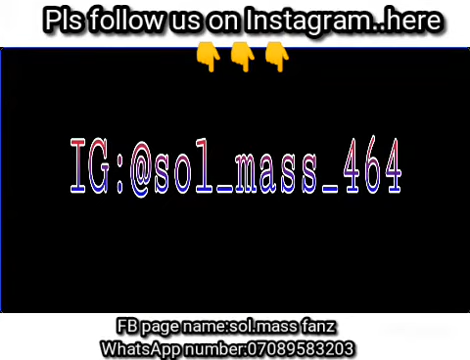 Pls follow us on Instagram..here
👇👇👇
IG:@sol_mass_464
FB page name:sol.mass fanz
WhatsApp number:07089583203